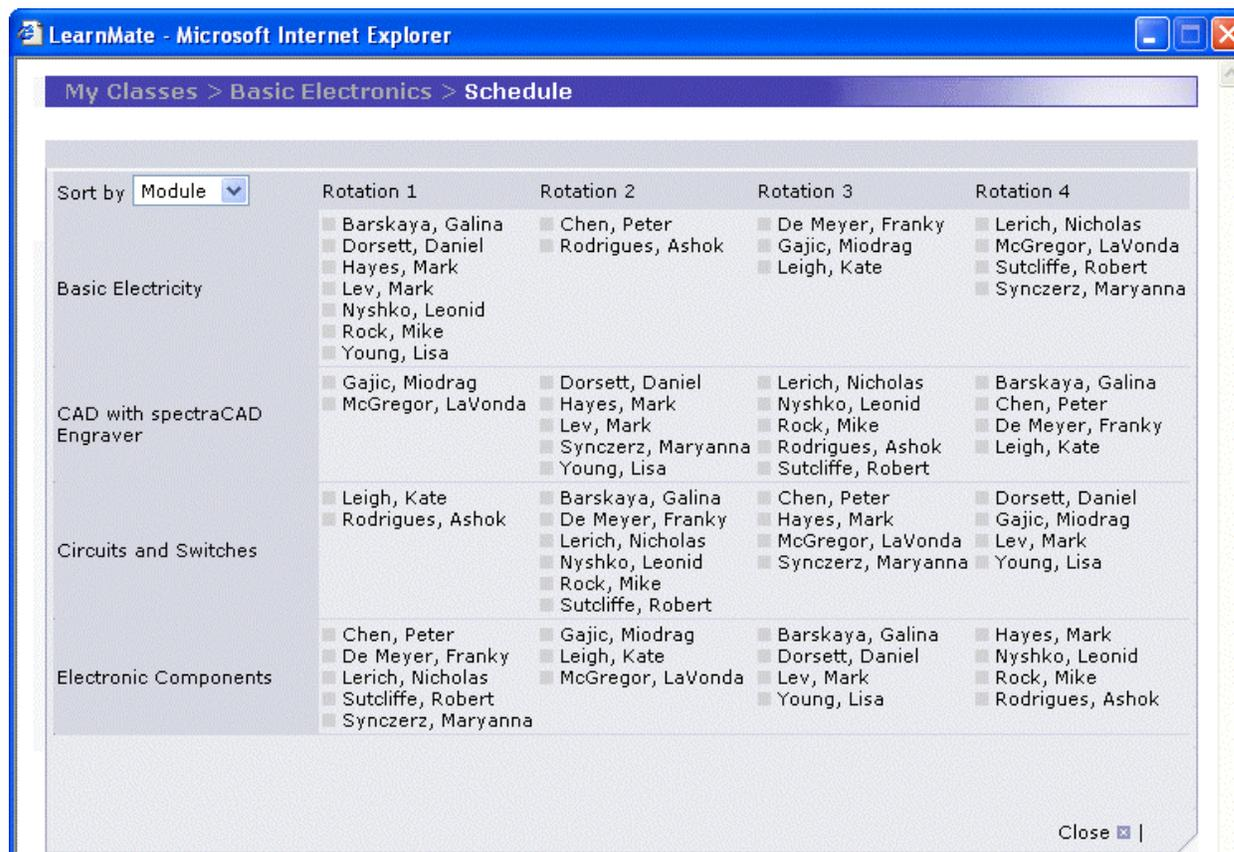 LearnMate - Microsoft Internet Explorer
My Classes > Basic Electronics > Schedule
Sort by Module Rotation 1 Rotation 2 Rotation 3 Rotation 4
Basic Electricity
Barskaya, Galina
Dorsett, Daniel
Hayes, Mark
Lev, Mark
Nyshko, Leonid
Rock, Mike
Young, Lisa
Chen, Peter
Rodrigues, Ashok
De Meyer, Franky
Gajic, Miodrag
Leigh, Kate
Lerich, Nicholas
McGregor, LaVonda
Sutcliffe, Robert
Synczerz, Maryanna
CAD with spectraCAD
Engraver
Gajic, Miodrag
McGregor, LaVonda
Dorsett, Daniel
Hayes, Mark
Lev, Mark
Synczerz, Maryanna
Young, Lisa
Lerich, Nicholas
Nyshko, Leonid
Rock, Mike
Rodrigues, Ashok
Sutcliffe, Robert
Barskaya, Galina
Chen, Peter
De Meyer, Franky
Leigh, Kate
Circuits and Switches
Leigh, Kate
Rodrigues, Ashok
Barskaya, Galina
De Meyer, Franky
Lerich, Nicholas
Nyshko, Leonid
Rock, Mike
Sutcliffe, Robert
Chen, Peter
Hayes, Mark
McGregor, LaVonda
Synczerz, Maryanna
Dorsett, Daniel
Gajic, Miodrag
Lev, Mark
Young, Lisa
Electronic Components
Chen, Peter
De Meyer, Franky
Lerich, Nicholas
Sutcliffe, Robert
Synczerz, Maryanna
Gajic, Miodrag
Leigh, Kate
McGregor, LaVonda
Barskaya, Galina
Dorsett, Daniel
Lev, Mark
Young, Lisa
Hayes, Mark
Nyshko, Leonid
Rock, Mike
Rodrigues, Ashok
Close |